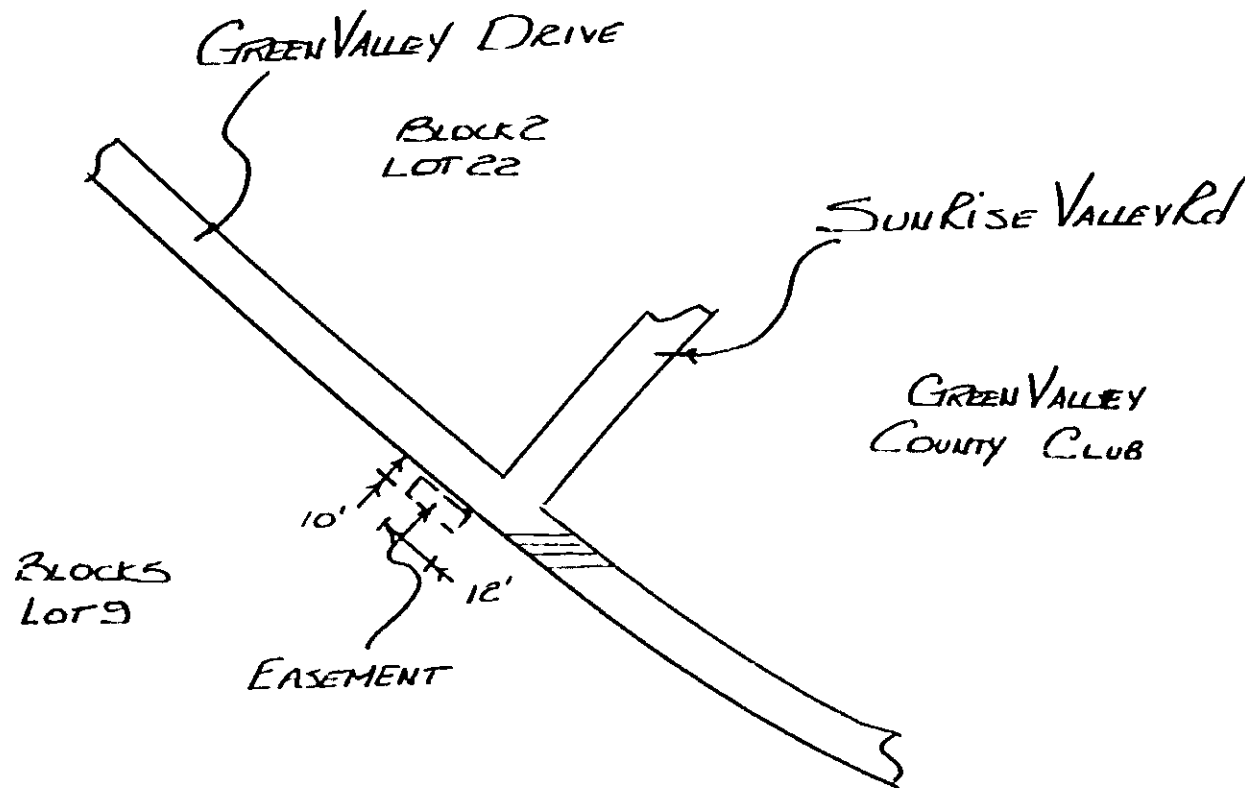 GREEN VALLEY DRIVE
BLOCK 2
LOT 22
SUNRISE VALLEY Rd
GREEN VALLEY
COUNTY CLUB
10'
12'
BLOCK 5
LOT 9
EASEMENT